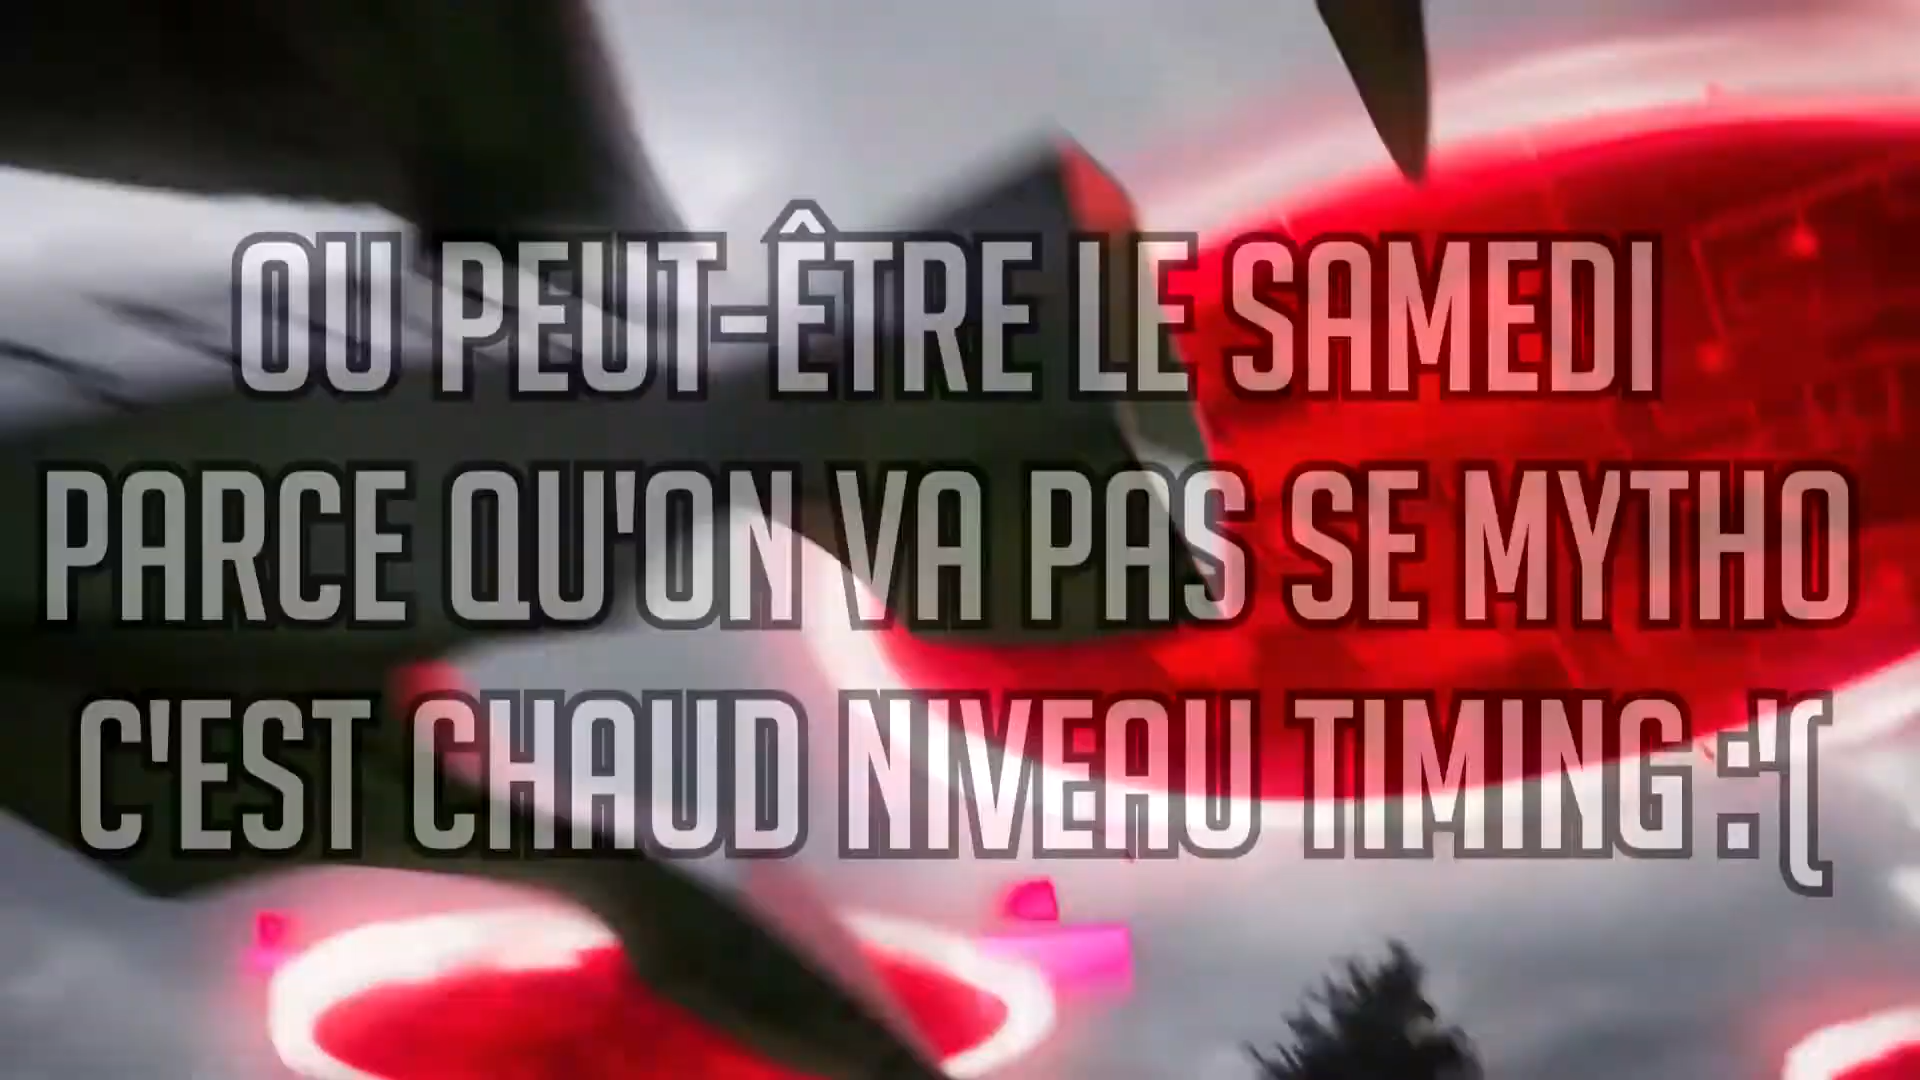 OU PEUT-ÊTRE LE SAMEDI
PARCE QU'ON VA PAS SE MYTHO
C'EST CHAUD NIVEAU TIMING :'(